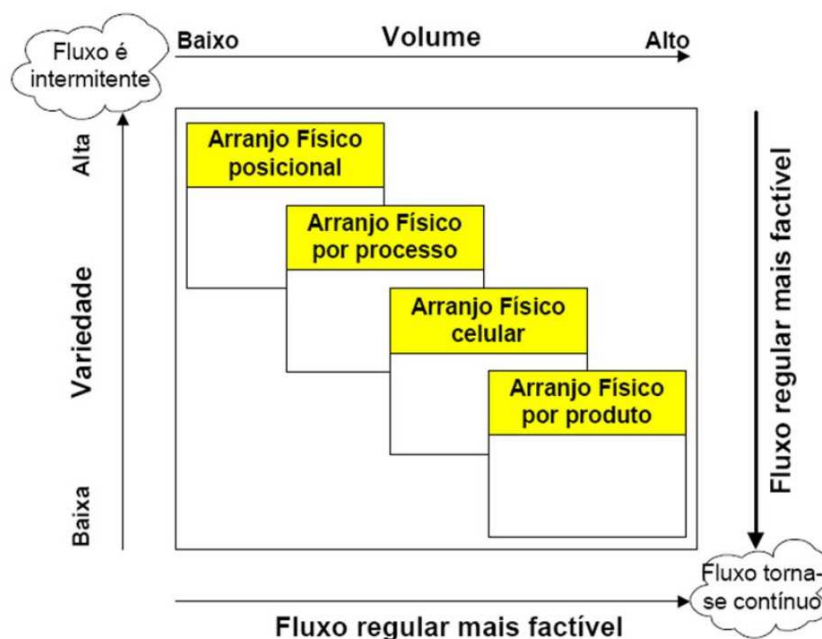 Fluxo é
intermitente
Baixo
Volume
Alto
Alta
Variedade
Baixa
Arranjo Físico
posicional
Arranjo Físico
por processo
Arranjo Físico
celular
Arranjo Físico
por produto
Fluxo regular mais factível
Fluxo torna-
se contínuo
Fluxo regular mais factível